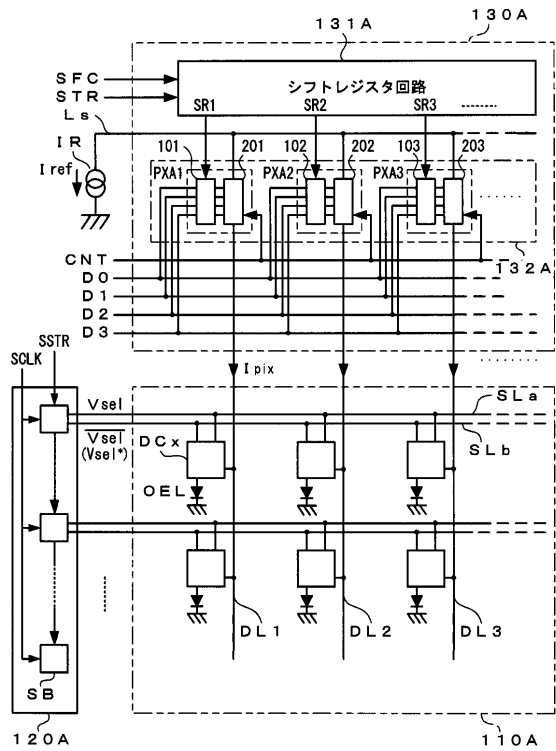 131A
130A
SFC
STR
シフトレジスタ回路
SR1 SR2 SR3
Ls
IR
Iref
101 201 102 202 103 203
PXA1 PXA2 PXA3
CNT
132A
D0
D1
D2
D3
SSTR
SCLK
Ipix
Vsel
SLa
Vsel
(Vsel*)
DCx
SLb
OEL
DL1 DL2 DL3
SB
120A
110A